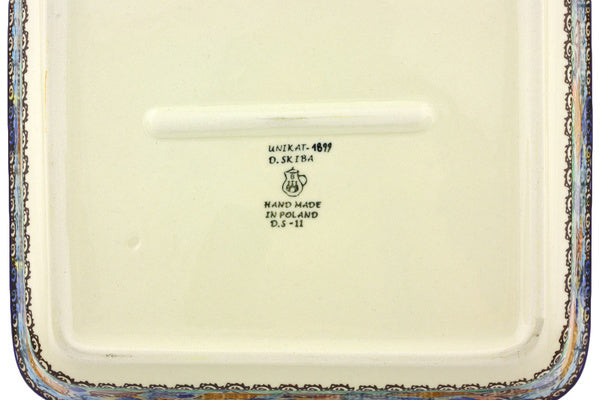 UNIKAT-1899
D. SKIBA
HAND MADE
IN POLAND
D.S-11